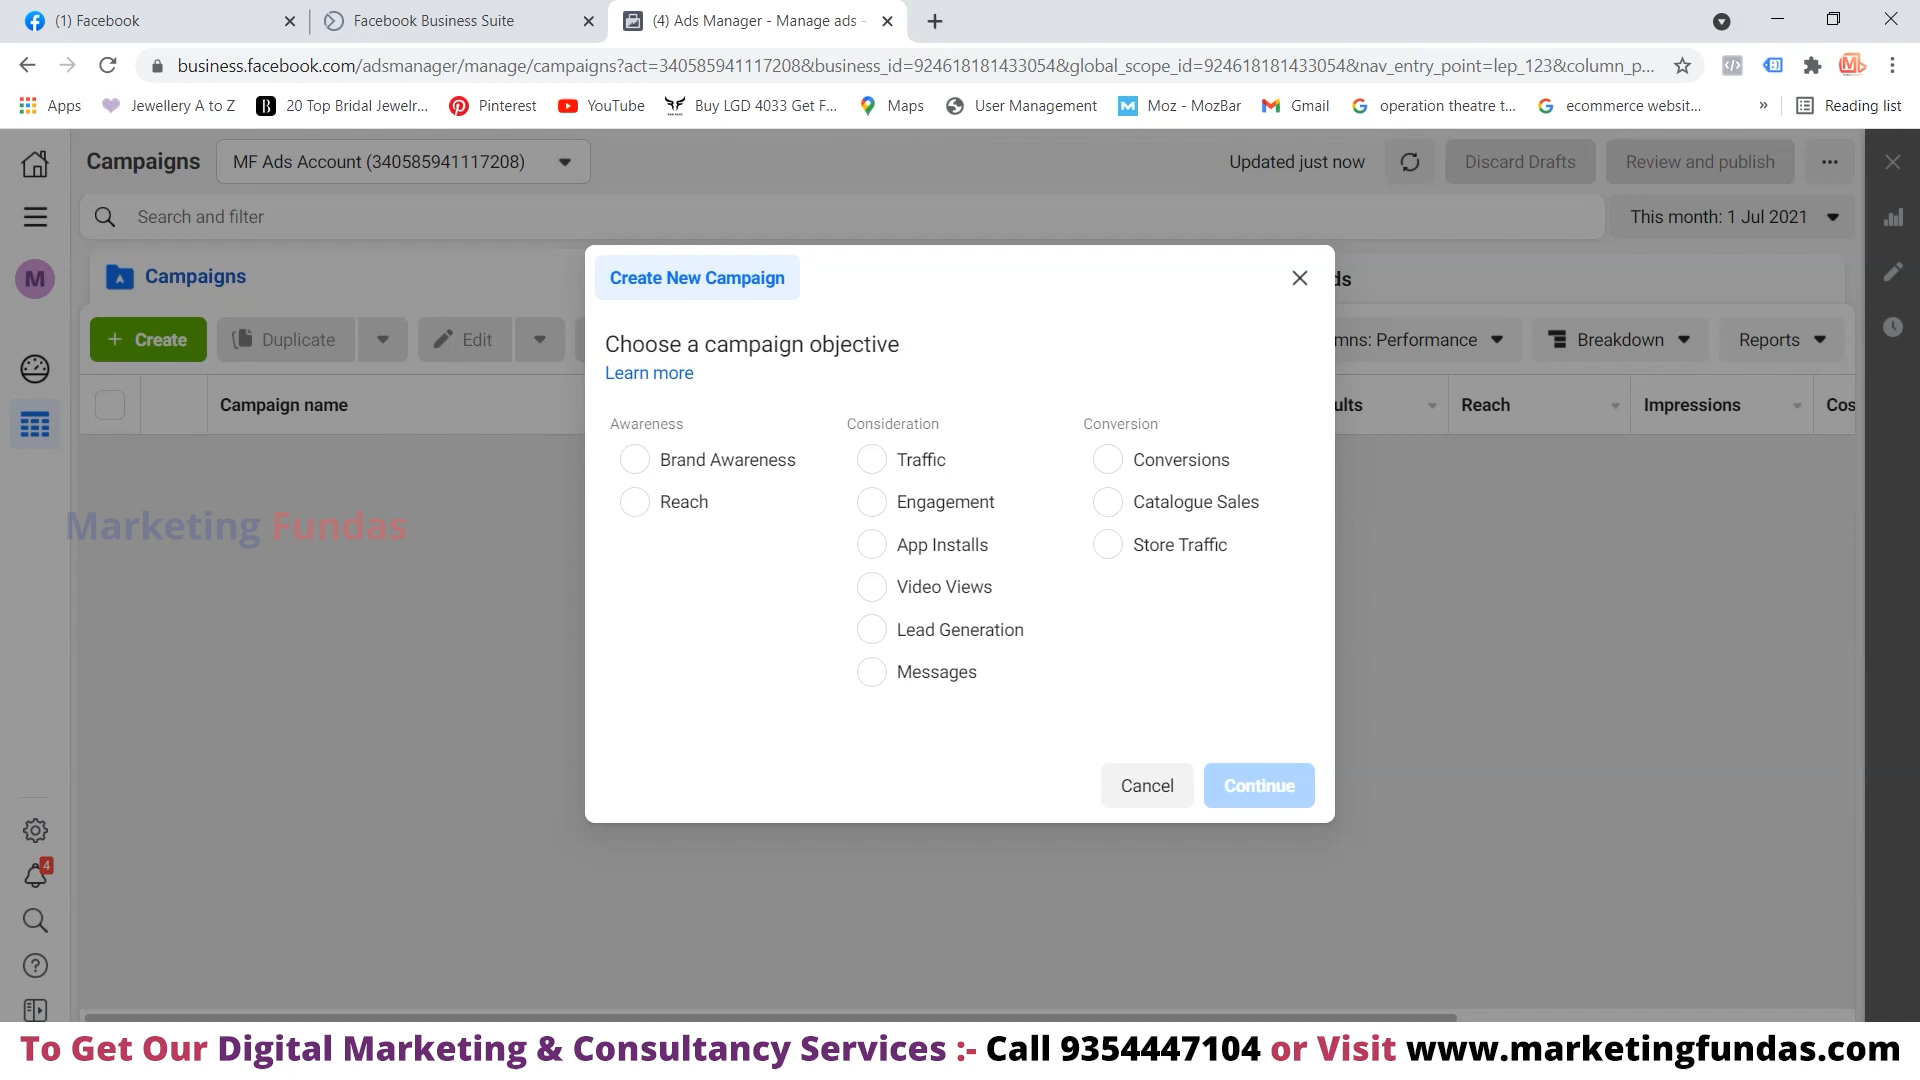 (1) Facebook
Facebook Business Suite
(4) Ads Manager - Manage ads -
business.facebook.com/adsmanager/manage/campaigns?act=340585941117208&business_id=924618181433054&global_scope_id=924618181433054&nav_entry_point=lep_123&column_p...
Apps
Jewellery A to Z
20 Top Bridal Jewelr...
Pinterest
YouTube
Buy LGD 4033 Get F...
Maps
User Management
Moz - MozBar
Gmail
operation theatre t...
ecommerce websit...
»
Reading list
Campaigns
MF Ads Account (340585941117208)
Updated just now
Discard Drafts
Review and publish
Search and filter
This month: 1 Jul 2021
M
Campaigns
ds
+ Create
Duplicate
Edit
mns: Performance
Breakdown
Reports
Campaign name
ults
Reach
Impressions
Cos
Create New Campaign
Choose a campaign objective
Learn more
Awareness
Brand Awareness
Reach
Consideration
Traffic
Engagement
App Installs
Video Views
Lead Generation
Messages
Conversion
Conversions
Catalogue Sales
Store Traffic
Cancel
Continue
Marketing Fundas
4
To Get Our Digital Marketing & Consultancy Services :- Call 9354447104 or Visit www.marketingfundas.com